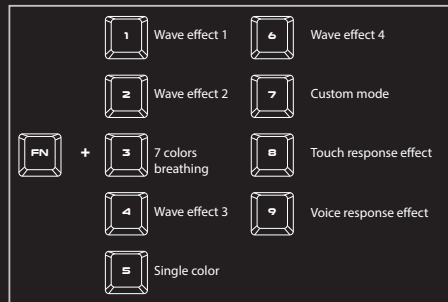 1 Wave effect 1
6 Wave effect 4
2 Wave effect 2
7 Custom mode
FN + 3 7 colors
breathing
8 Touch response effect
4 Wave effect 3
9 Voice response effect
5 Single color